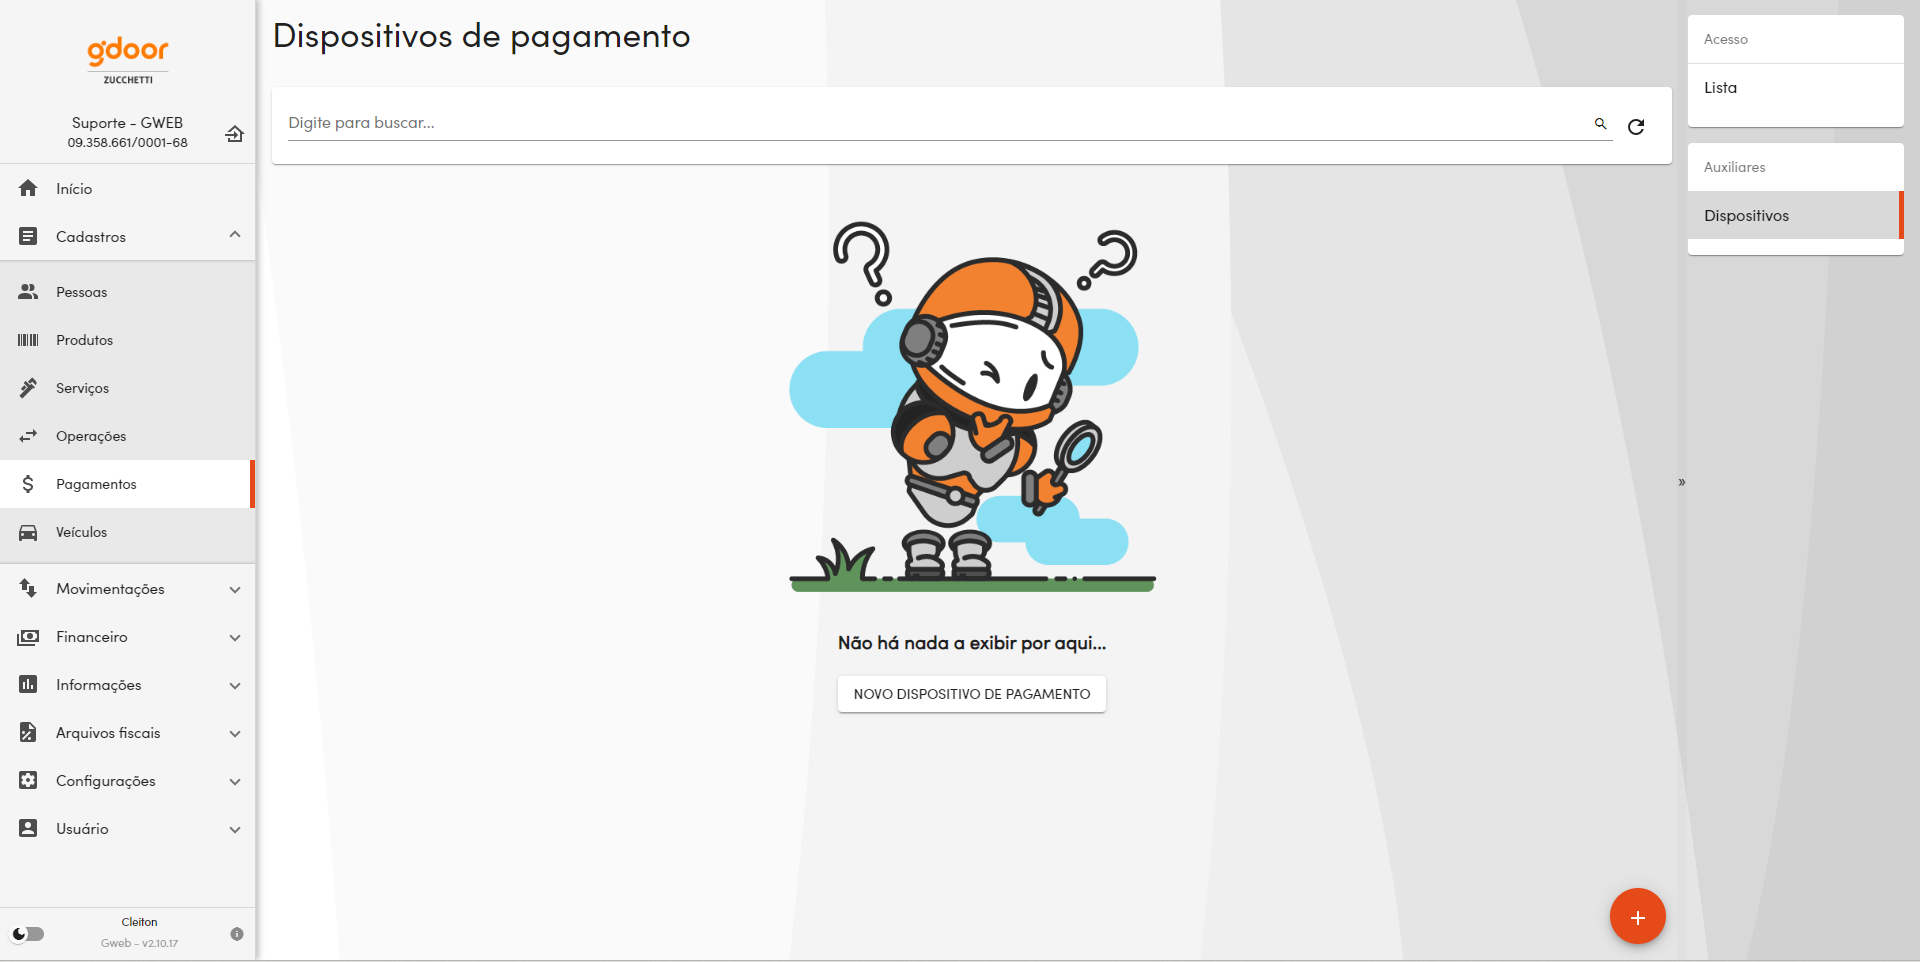 gdoor
ZUCCHETTI
Suporte - GWEB
09.358.661/0001-68
Início
Cadastros
Pessoas
Produtos
Serviços
Operações
Pagamentos
Veículos
Movimentações
Financeiro
Informações
Arquivos fiscais
Configurações
Usuário
Cleiton
Gweb - v2.10.17
Dispositivos de pagamento
Digite para buscar...
Não há nada a exibir por aqui...
NOVO DISPOSITIVO DE PAGAMENTO
»
Acesso
Lista
Auxiliares
Dispositivos